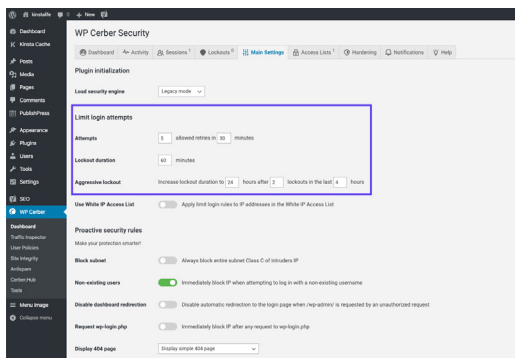 kinstalife 0 + New
Dashboard
Kinsta Cache
Posts
Media
Pages
Comments
PublishPress
Appearance
Plugins
Users
Tools
Settings
SEO
WP Cerber
Dashboard
Traffic Inspector
User Policies
Site Integrity
Antispam
Cerber.Hub
Tools
Menu Image
Collapse menu
WP Cerber Security
Dashboard Activity Sessions 1 Lockouts 0 Main Settings Access Lists 1 Hardening Notifications Help
Plugin initialization
Load security engine Legacy mode
Limit login attempts
Attempts 5 allowed retries in 30 minutes
Lockout duration 60 minutes
Aggressive lockout Increase lockout duration to 24 hours after 2 lockouts in the last 4 hours
Use White IP Access List Apply limit login rules to IP addresses in the White IP Access List
Proactive security rules
Make your protection smarter!
Block subnet Always block entire subnet Class C of intruders IP
Non-existing users Immediately block IP when attempting to log in with a non-existing username
Disable dashboard redirection Disable automatic redirection to the login page when /wp-admin/ is requested by an unauthorized request
Request wp-login.php Immediately block IP after any request to wp-login.php
Display 404 page Display simple 404 page